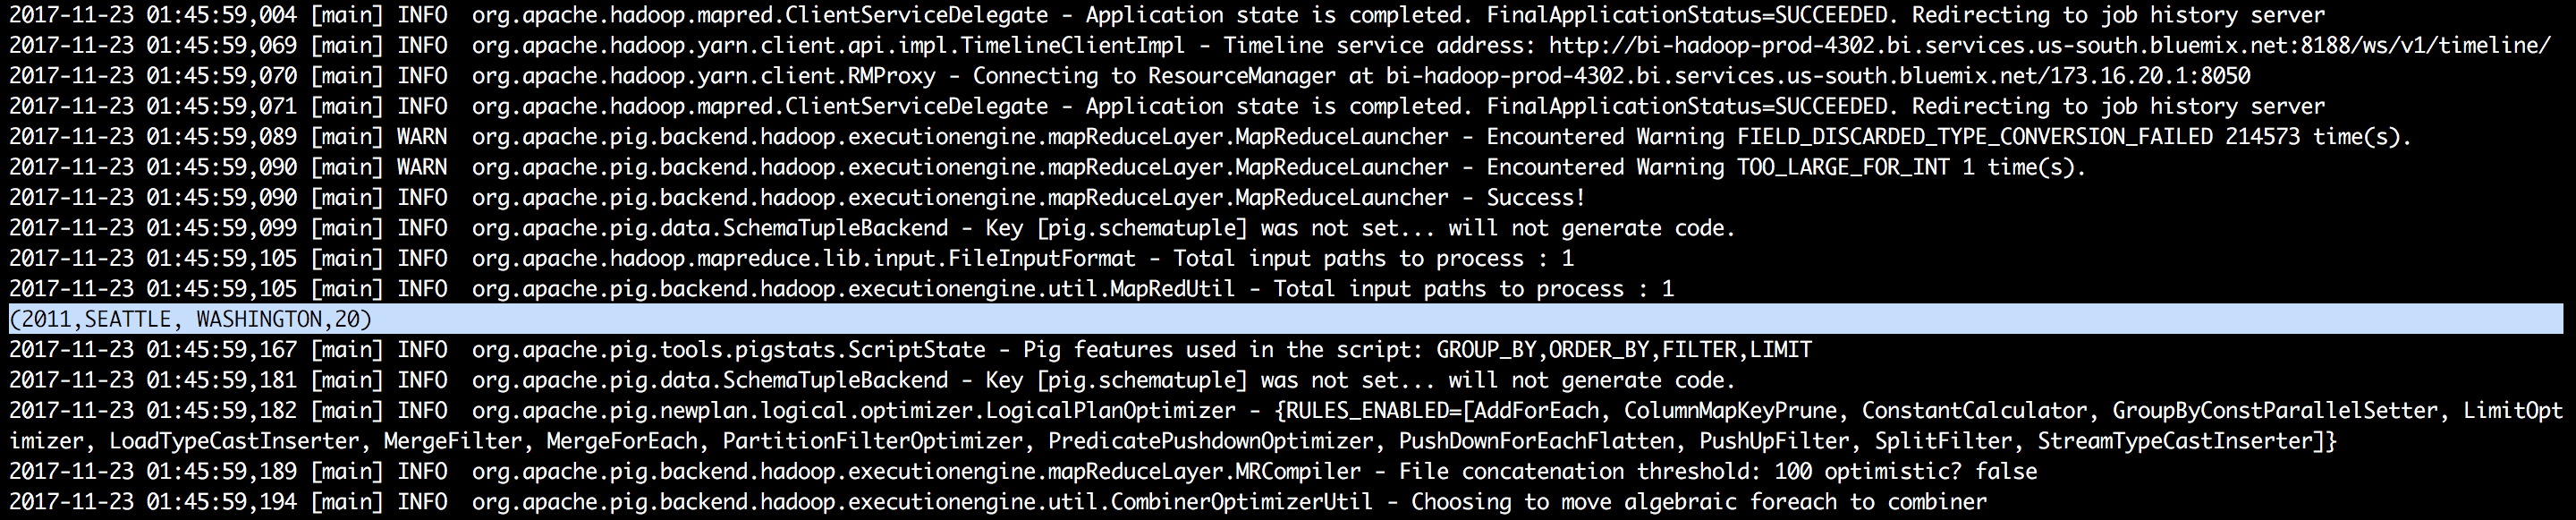 2017-11-23 01:45:59,004 [main] INFO  org.apache.hadoop.mapred.ClientServiceDelegate - Application state is completed. FinalApplicationStatus=SUCCEEDED. Redirecting to job history server
2017-11-23 01:45:59,069 [main] INFO  org.apache.hadoop.yarn.client.api.impl.TimelineClientImpl - Timeline service address: http://bi-hadoop-prod-4302.bi.services.us-south.bluemix.net:8188/ws/v1/timeline/
2017-11-23 01:45:59,070 [main] INFO  org.apache.hadoop.yarn.client.RMProxy - Connecting to ResourceManager at bi-hadoop-prod-4302.bi.services.us-south.bluemix.net/173.16.20.1:8050
2017-11-23 01:45:59,071 [main] INFO  org.apache.hadoop.mapred.ClientServiceDelegate - Application state is completed. FinalApplicationStatus=SUCCEEDED. Redirecting to job history server
2017-11-23 01:45:59,089 [main] WARN  org.apache.pig.backend.hadoop.executionengine.mapReduceLayer.MapReduceLauncher - Encountered Warning FIELD_DISCARDED_TYPE_CONVERSION_FAILED 214573 time(s).
2017-11-23 01:45:59,090 [main] WARN  org.apache.pig.backend.hadoop.executionengine.mapReduceLayer.MapReduceLauncher - Encountered Warning TOO_LARGE_FOR_INT 1 time(s).
2017-11-23 01:45:59,090 [main] INFO  org.apache.pig.backend.hadoop.executionengine.mapReduceLayer.MapReduceLauncher - Success!
2017-11-23 01:45:59,099 [main] INFO  org.apache.pig.data.SchemaTupleBackend - Key [pig.schematuple] was not set... will not generate code.
2017-11-23 01:45:59,105 [main] INFO  org.apache.hadoop.mapreduce.lib.input.FileInputFormat - Total input paths to process : 1
2017-11-23 01:45:59,105 [main] INFO  org.apache.pig.backend.hadoop.executionengine.util.MapRedUtil - Total input paths to process : 1
(2011,SEATTLE, WASHINGTON,20)
2017-11-23 01:45:59,167 [main] INFO  org.apache.pig.tools.pigstats.ScriptState - Pig features used in the script: GROUP_BY,ORDER_BY,FILTER,LIMIT
2017-11-23 01:45:59,181 [main] INFO  org.apache.pig.data.SchemaTupleBackend - Key [pig.schematuple] was not set... will not generate code.
2017-11-23 01:45:59,182 [main] INFO  org.apache.pig.newplan.logical.optimizer.LogicalPlanOptimizer - {RULES_ENABLED=[AddForEach, ColumnMapKeyPrune, ConstantCalculator, GroupByConstParallelSetter, LimitOpt
imizer, LoadTypeCastInserter, MergeFilter, MergeForEach, PartitionFilterOptimizer, PredicatePushdownOptimizer, PushDownForEachFlatten, PushUpFilter, SplitFilter, StreamTypeCastInserter]}
2017-11-23 01:45:59,189 [main] INFO  org.apache.pig.backend.hadoop.executionengine.mapReduceLayer.MRCompiler - File concatenation threshold: 100 optimistic? false
2017-11-23 01:45:59,194 [main] INFO  org.apache.pig.backend.hadoop.executionengine.util.CombinerOptimizerUtil - Choosing to move algebraic foreach to combiner